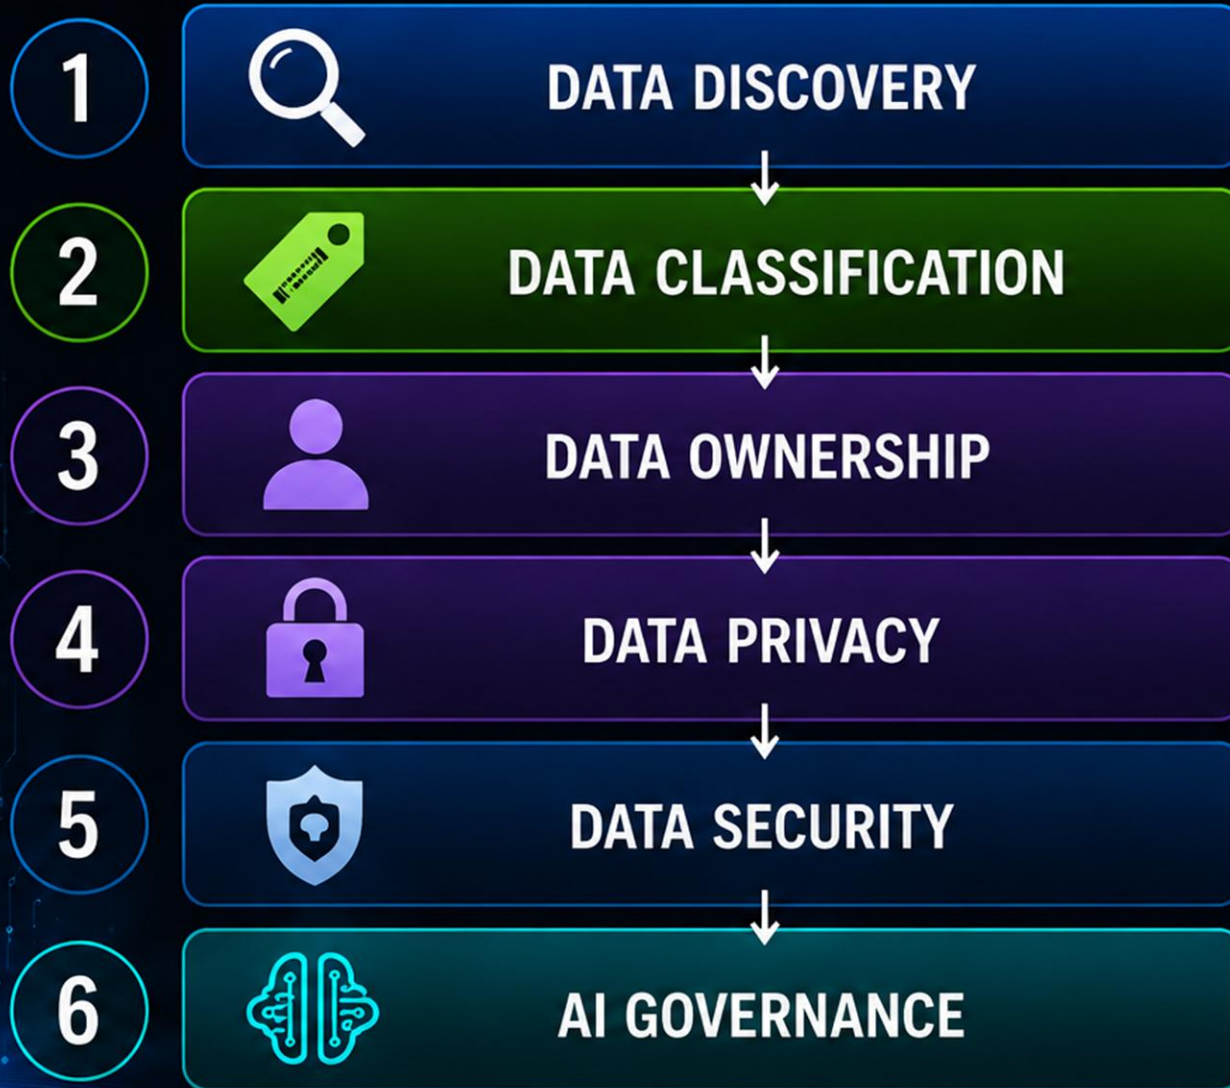 1
DATA DISCOVERY
2
DATA CLASSIFICATION
3
DATA OWNERSHIP
4
DATA PRIVACY
5
DATA SECURITY
6
AI GOVERNANCE